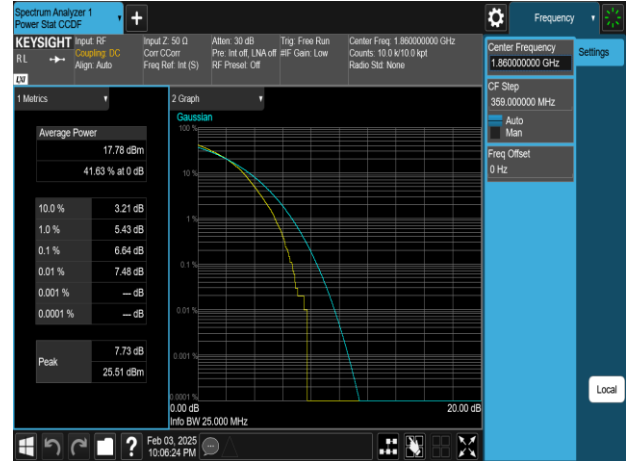 Spectrum Analyzer 1
Power Stat CCDF
Frequency
KEYSIGHT
RL
LXI
Input: RF
Coupling: DC
Align: Auto
Input Z: 50 Ω
Corr CCorr
Freq Ref: Int (S)
Atten: 30 dB
Pre: Int off, LNA off
RF Preset: Off
Trig: Free Run
#IF Gain: Low
Center Freq: 1.860000000 GHz
Counts: 10.0 k/10.0 kpt
Radio Std: None
Center Frequency
1.860000000 GHz
Settings
CF Step
359.000000 MHz
Auto
Man
Freq Offset
0 Hz
1 Metrics
Average Power
17.78 dBm
41.63 % at 0 dB
10.0 % 3.21 dB
1.0 % 5.43 dB
0.1 % 6.64 dB
0.01 % 7.48 dB
0.001 % --- dB
0.0001 % --- dB
Peak
7.73 dB
25.51 dBm
2 Graph
Gaussian
100 %
10 %
1 %
0.1 %
0.01 %
0.001 %
0.0001 %
0.00 dB 20.00 dB
Info BW 25.000 MHz
Local
?
Feb 03, 2025
10:06:24 PM